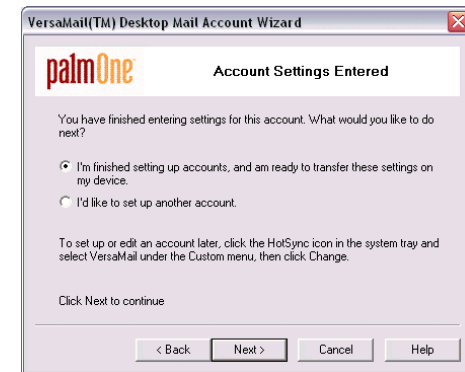 VersaMail(TM) Desktop Mail Account Wizard
palmOne
Account Settings Entered
You have finished entering settings for this account. What would you like to do
next?
I'm finished setting up accounts, and am ready to transfer these settings on
my device.
I'd like to set up another account.
To set up or edit an account later, click the HotSync icon in the system tray and
select VersaMail under the Custom menu, then click Change.
Click Next to continue
< Back Next > Cancel Help